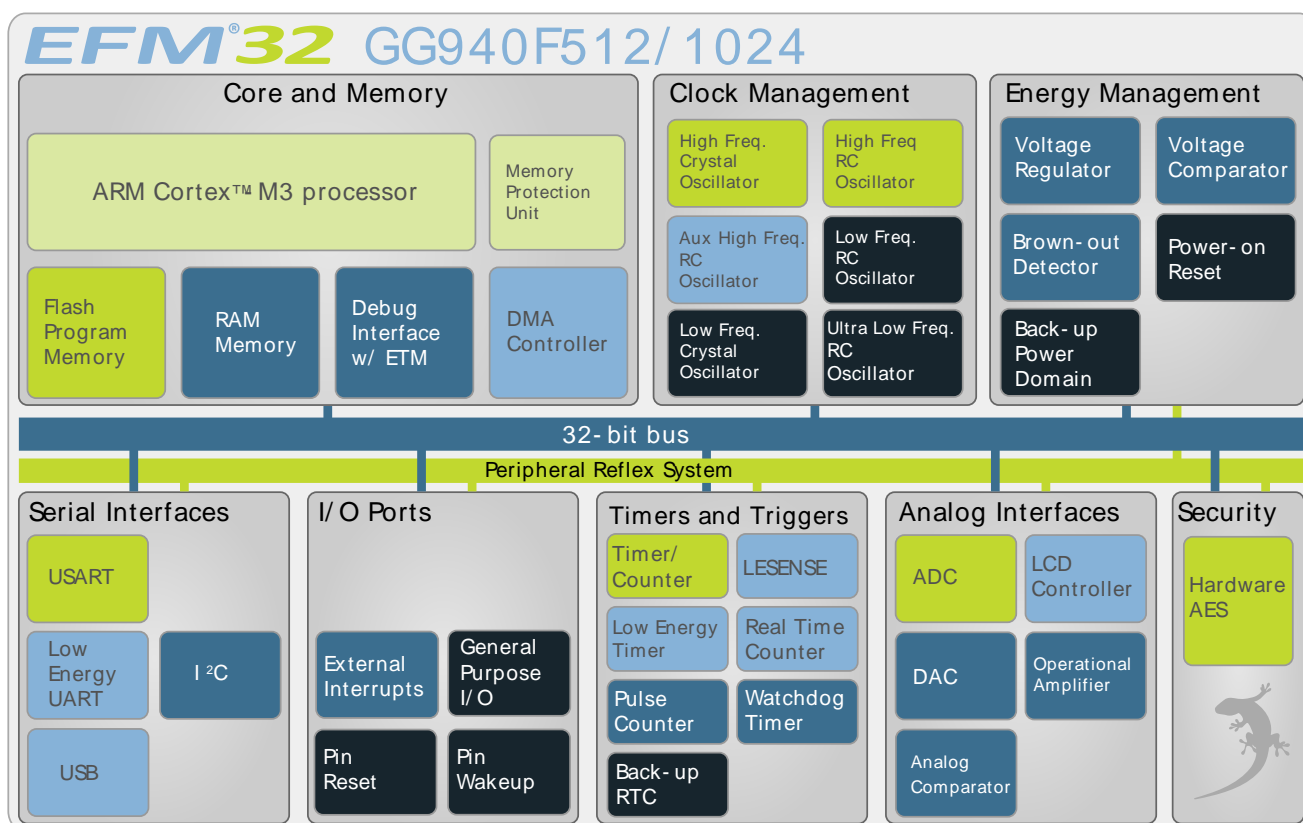 EFM®32 GG940F512/1024
Core and Memory
ARM Cortex™ M3 processor
Memory
Protection
Unit
Flash
Program
Memory
RAM
Memory
Debug
Interface
w/ ETM
DMA
Controller
Clock Management
High Freq.
Crystal
Oscillator
High Freq
RC
Oscillator
Aux High Freq.
RC
Oscillator
Low Freq.
RC
Oscillator
Low Freq.
Crystal
Oscillator
Ultra Low Freq.
RC
Oscillator
Energy Management
Voltage
Regulator
Voltage
Comparator
Brown-out
Detector
Power-on
Reset
Back-up
Power
Domain
32-bit bus
Peripheral Reflex System
Serial Interfaces
USART
Low
Energy
UART
I²C
USB
I/O Ports
External
Interrupts
General
Purpose
I/O
Pin
Reset
Pin
Wakeup
Timers and Triggers
Timer/
Counter
LESENSE
Low Energy
Timer
Real Time
Counter
Pulse
Counter
Watchdog
Timer
Back-up
RTC
Analog Interfaces
ADC
LCD
Controller
DAC
Operational
Amplifier
Analog
Comparator
Security
Hardware
AES